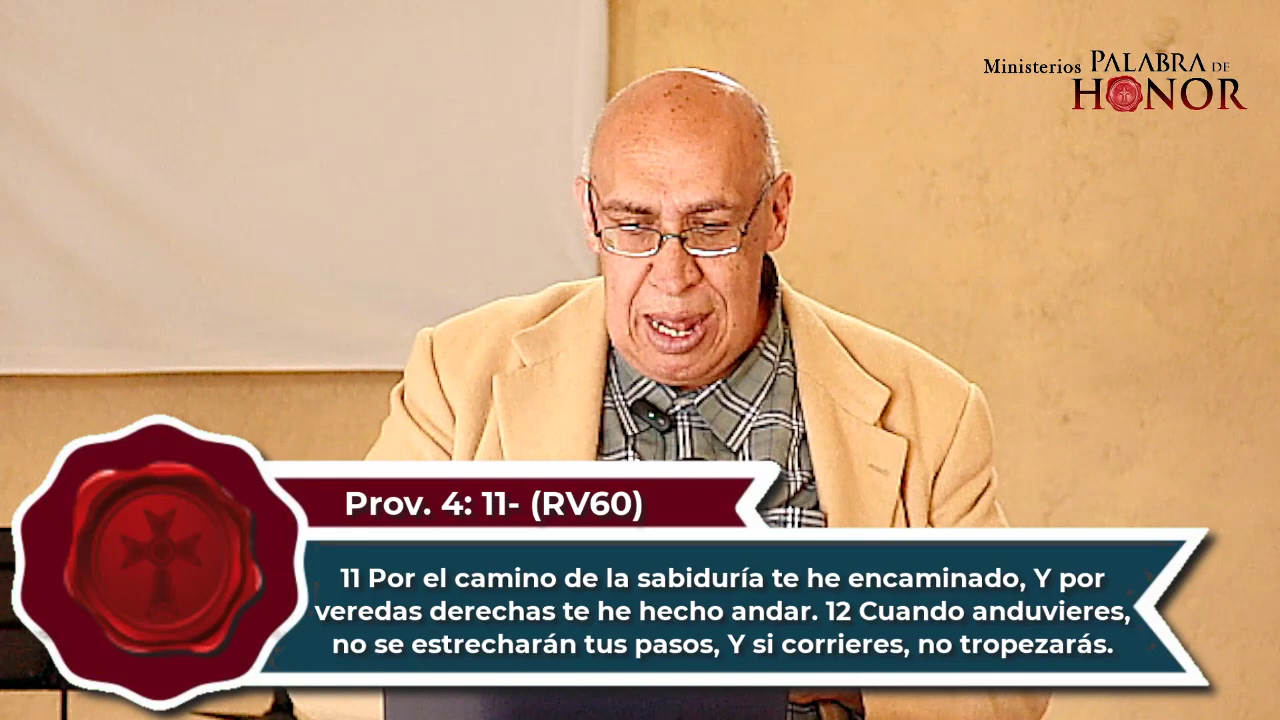 Ministerios PALABRA DE
HONOR
Prov. 4: 11- (RV60)
11 Por el camino de la sabiduría te he encaminado, Y por
veredas derechas te he hecho andar. 12 Cuando anduvieres,
no se estrecharán tus pasos, Y si corrieres, no tropezarás.